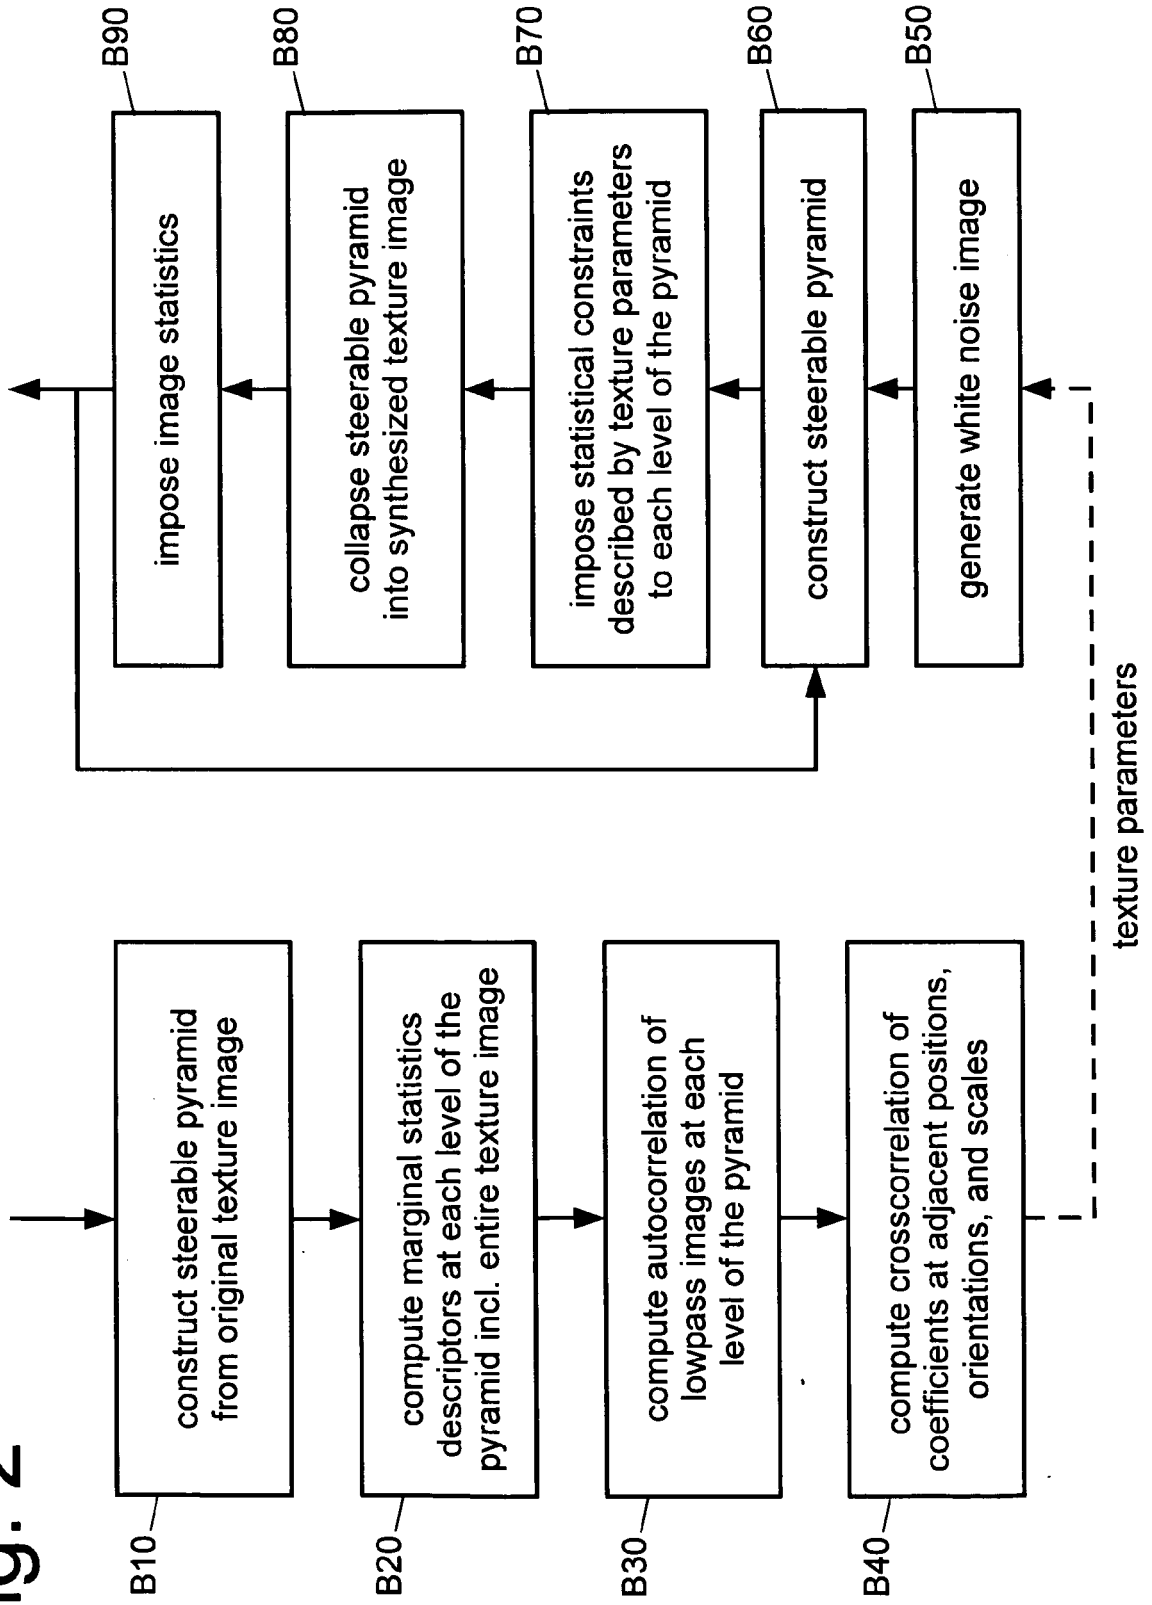 B10
construct steerable pyramid
from original texture image
B20
compute marginal statistics
descriptors at each level of the
pyramid incl. entire texture image
B30
compute autocorrelation of
lowpass images at each
level of the pyramid
B40
compute crosscorrelation of
coefficients at adjacent positions,
orientations, and scales
texture parameters
B90
impose image statistics
B80
collapse steerable pyramid
into synthesized texture image
B70
impose statistical constraints
described by texture parameters
to each level of the pyramid
B60
construct steerable pyramid
B50
generate white noise image